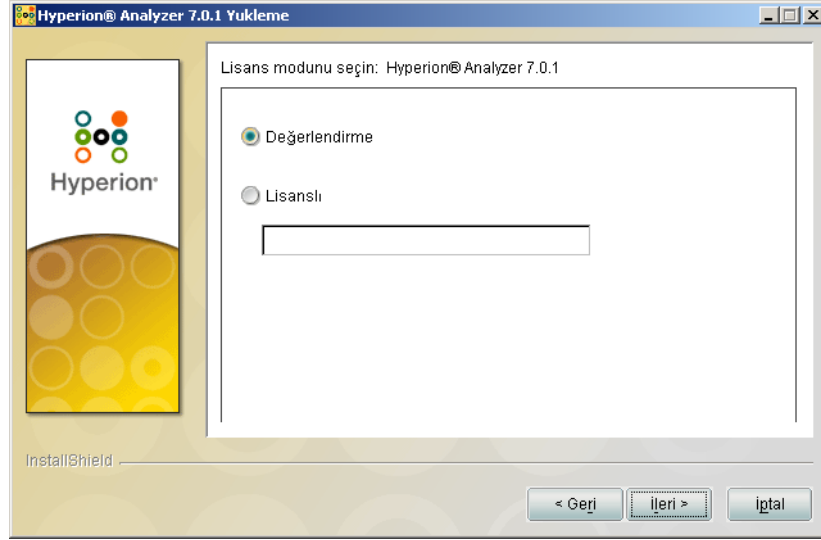 Hyperion® Analyzer 7.0.1 Yukleme
Lisans modunu seçin: Hyperion® Analyzer 7.0.1
Değerlendirme
Lisanslı
Hyperion®
InstallShield
< Geri
İleri >
İptal